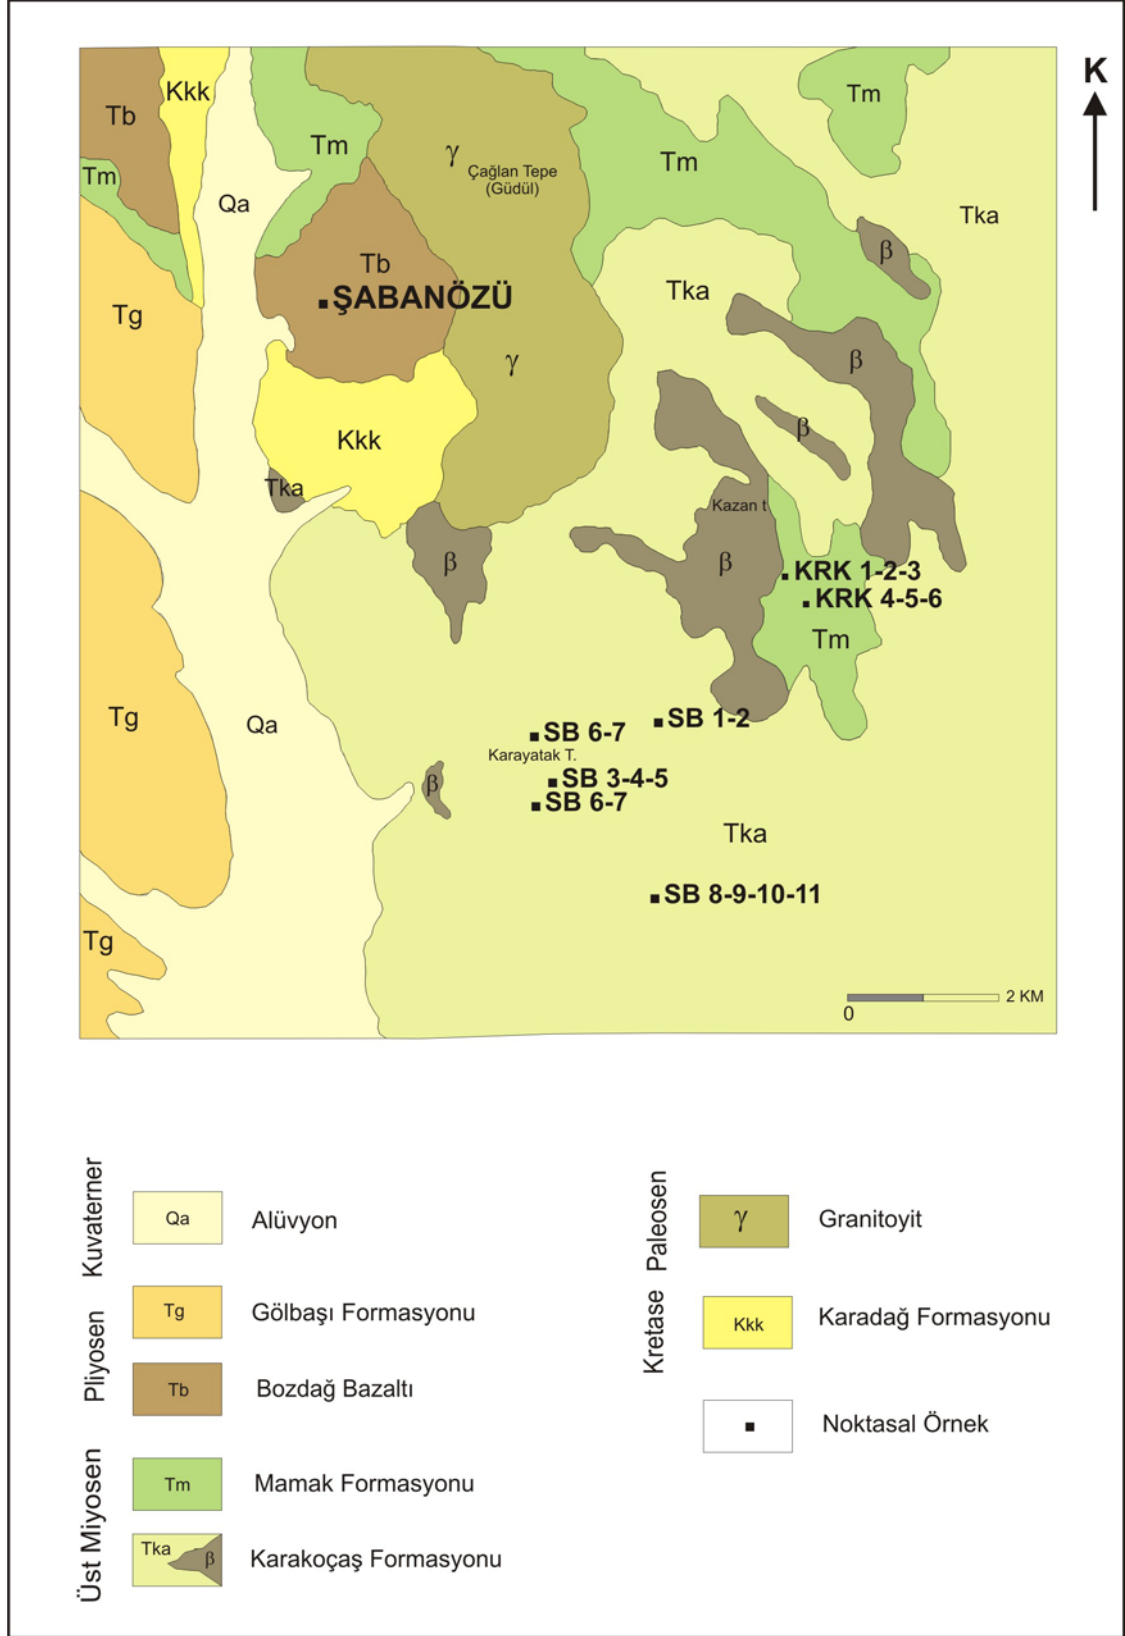 K
Kkk
Tb
Tm
Tm
γ
Çağlan Tepe
(Güdül)
Tm
Tm
Tm
Qa
Tka
Tb
β
ŞABANÖZÜ
Tka
Tg
γ
β
β
Kkk
Tka
Kazan t
β
β
KRK 1-2-3
KRK 4-5-6
Tm
Tg
Qa
SB 1-2
SB 6-7
Karayatak T.
β
SB 3-4-5
SB 6-7
Tka
SB 8-9-10-11
Tg
2 KM
0
Kuvaterner
Qa
Alüvyon
Pliyosen
Tg
Gölbaşı Formasyonu
Tb
Bozdağ Bazaltı
Üst Miyosen
Tm
Mamak Formasyonu
Tka
β
Karakoçaş Formasyonu
Paleosen
γ
Granitoyit
Kretase
Kkk
Karadağ Formasyonu
Noktasal Örnek